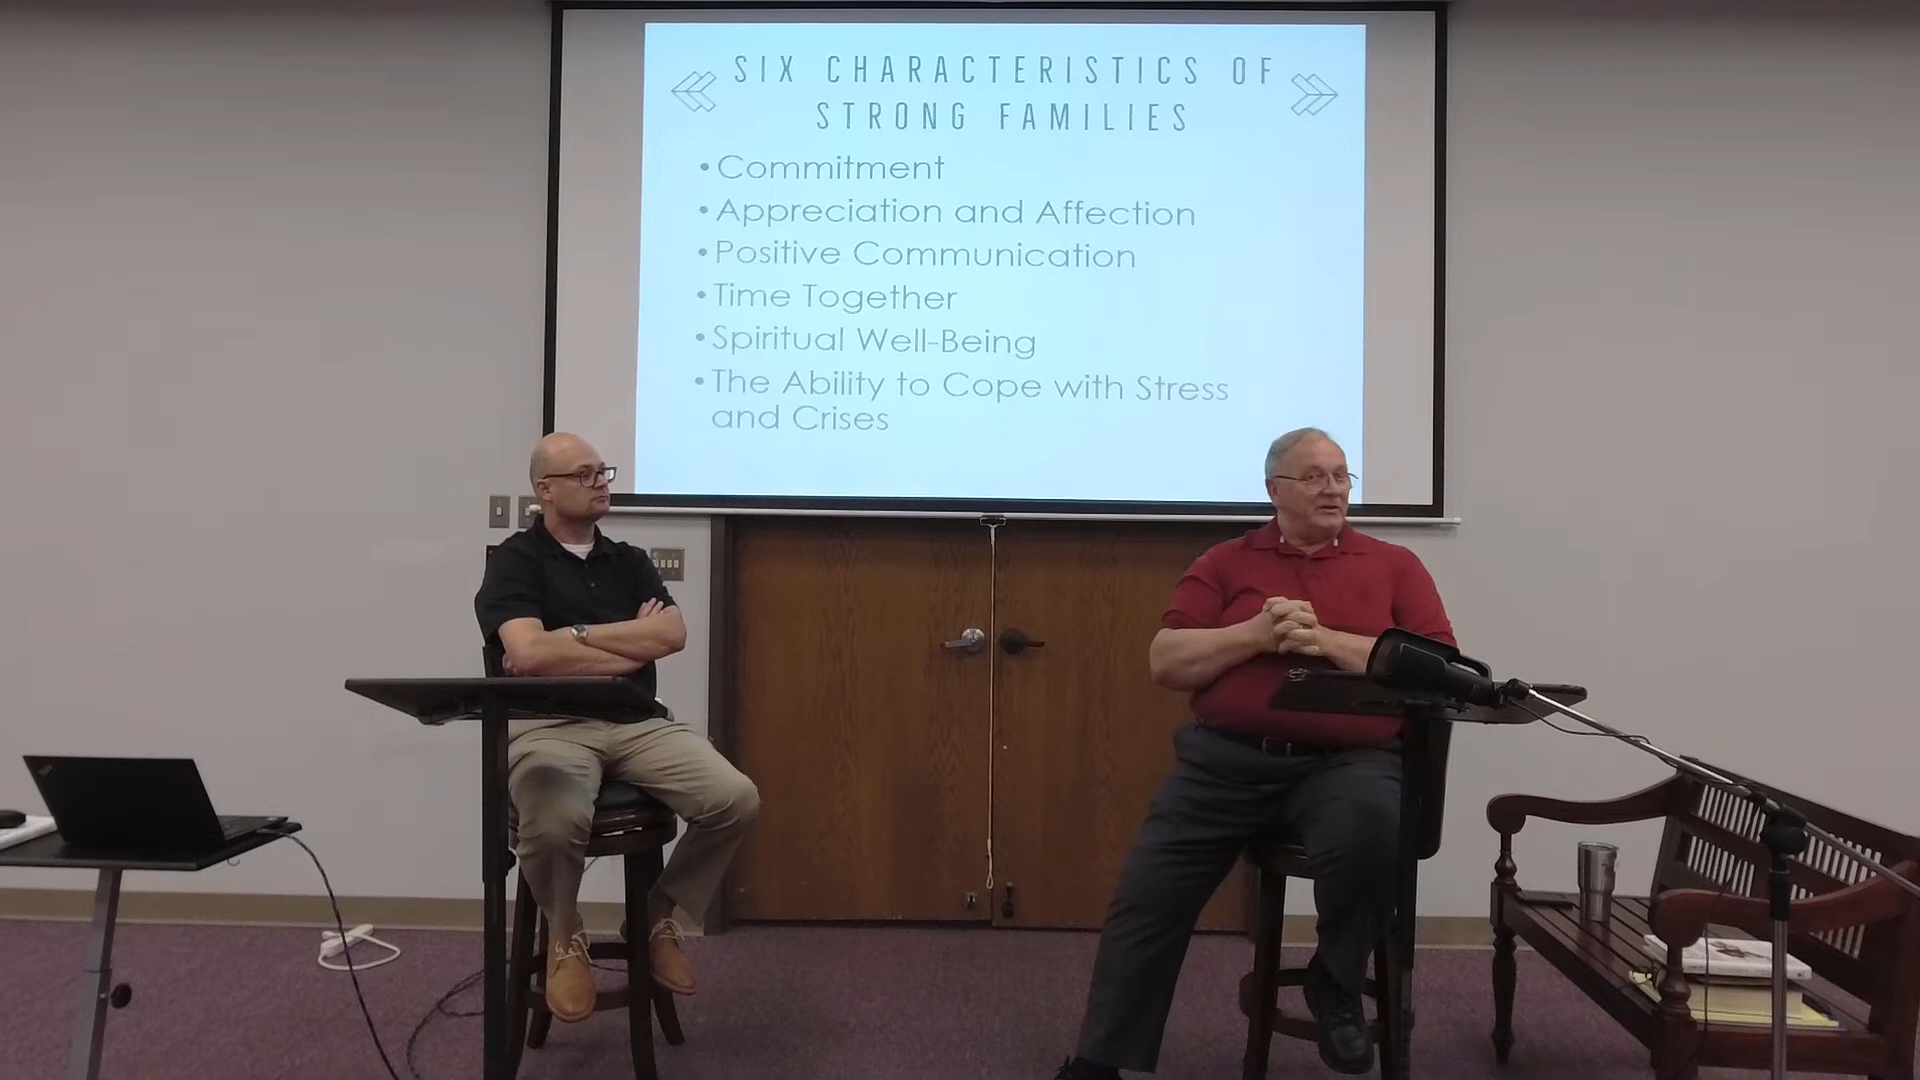 SIX CHARACTERISTICS OF
STRONG FAMILIES
•Commitment
•Appreciation and Affection
•Positive Communication
•Time Together
•Spiritual Well-Being
•The Ability to Cope with Stress
and Crises